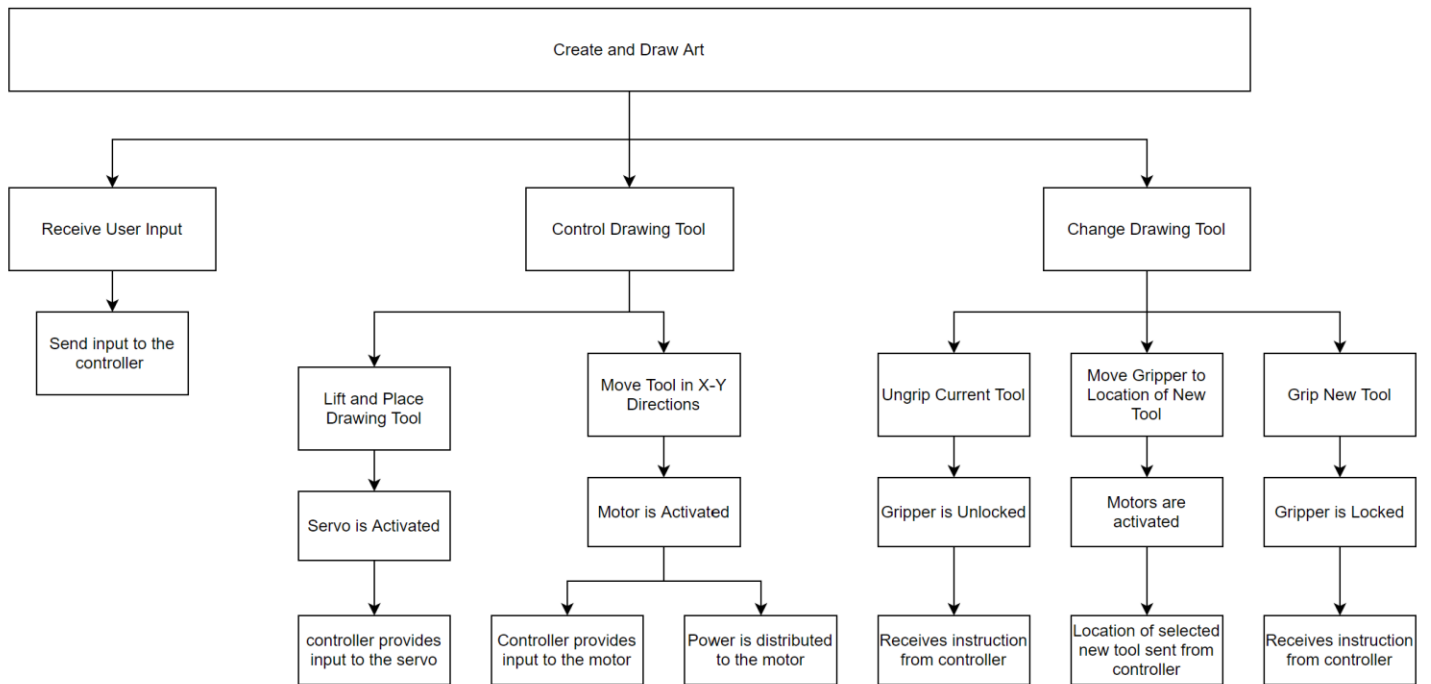 Create and Draw Art
Receive User Input
Control Drawing Tool
Change Drawing Tool
Send input to the
controller
Lift and Place
Drawing Tool
Move Tool in X-Y
Directions
Ungrip Current Tool
Move Gripper to
Location of New
Tool
Grip New Tool
Servo is Activated
Motor is Activated
Gripper is Unlocked
Motors are
activated
Gripper is Locked
controller provides
input to the servo
Controller provides
input to the motor
Power is distributed
to the motor
Receives instruction
from controller
Location of selected
new tool sent from
controller
Receives instruction
from controller